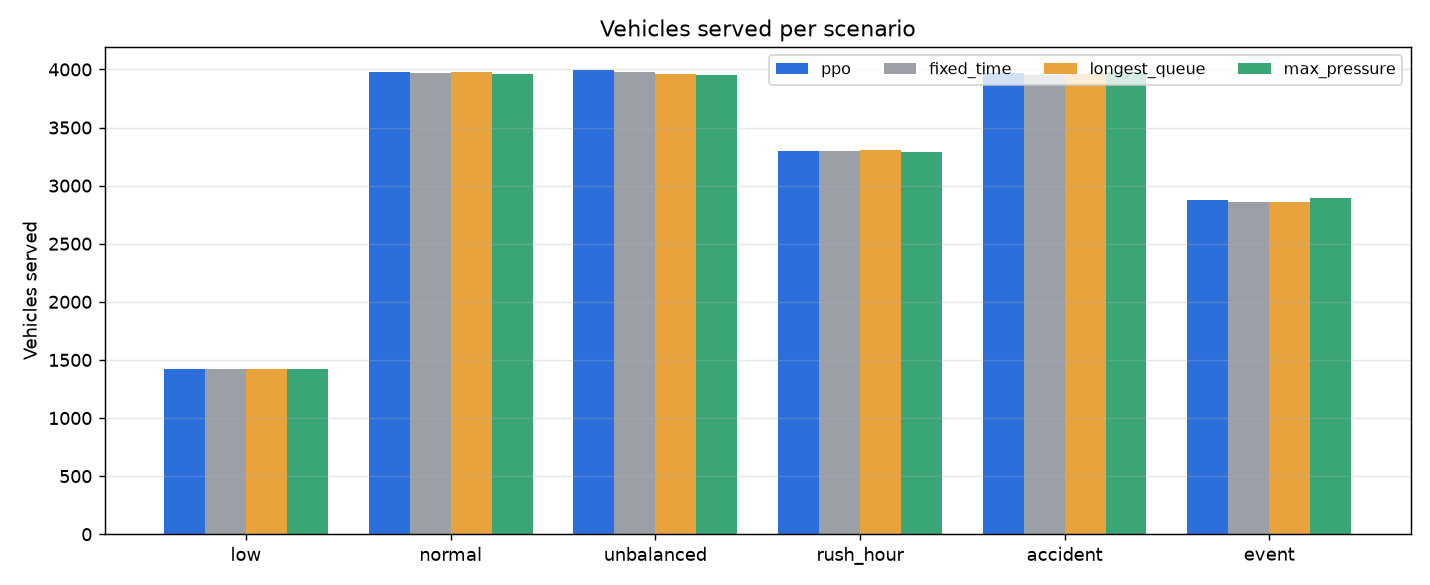 Vehicles served per scenario
ppo fixed_time longest_queue max_pressure
Vehicles served
4000
3500
3000
2500
2000
1500
1000
500
0
low normal unbalanced rush_hour accident event